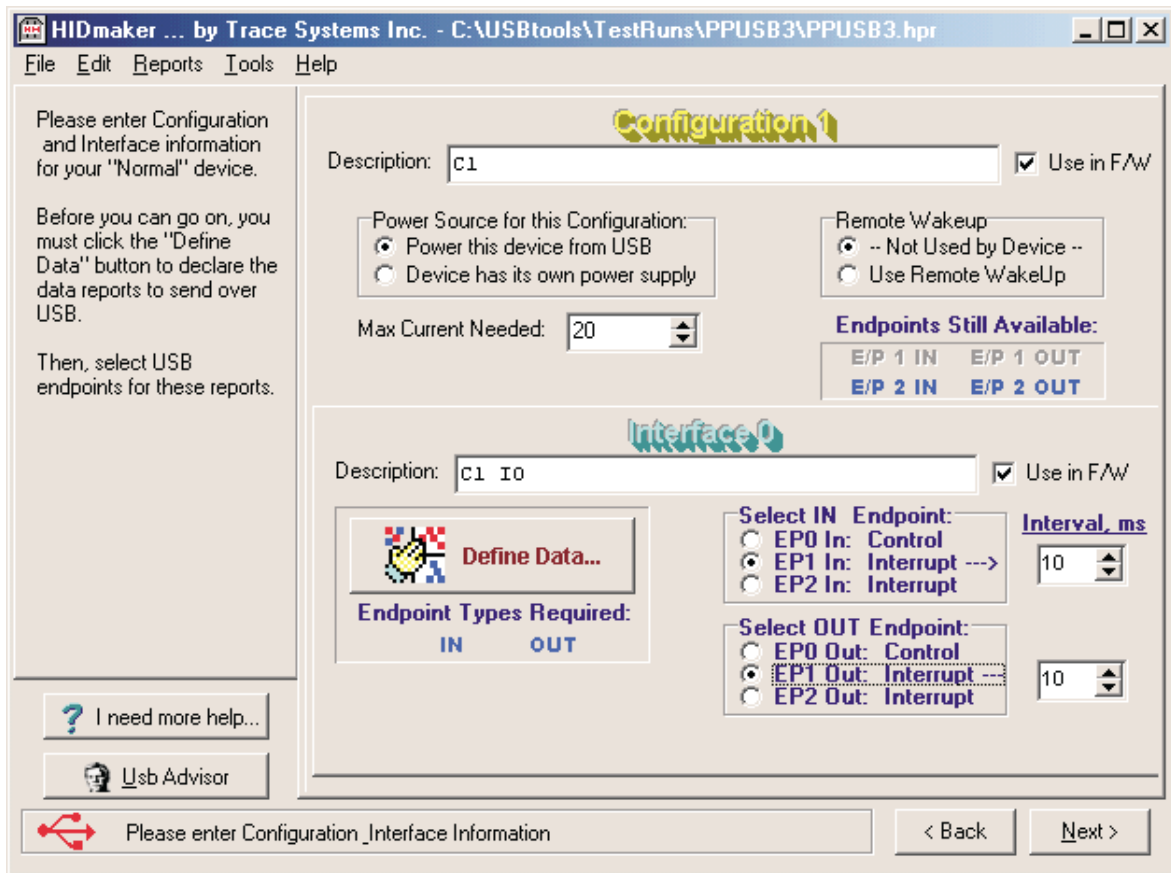 HIDmaker ... by Trace Systems Inc. - C:\USBtools\TestRuns\PPUSB3\PPUSB3.hpr
File Edit Reports Tools Help
Please enter Configuration
and Interface information
for your "Normal" device.
Before you can go on, you
must click the "Define
Data" button to declare the
data reports to send over
USB.
Then, select USB
endpoints for these reports.
? I need more help...
Usb Advisor
Configuration 1
Description: C1 Use in F/W
Power Source for this Configuration:
Power this device from USB
Device has its own power supply
Remote Wakeup
-- Not Used by Device --
Use Remote WakeUp
Max Current Needed: 20
Endpoints Still Available:
E/P 1 IN E/P 1 OUT
E/P 2 IN E/P 2 OUT
Interface 0
Description: C1 IO Use in F/W
Define Data...
Endpoint Types Required:
IN OUT
Select IN Endpoint:
EP0 In: Control
EP1 In: Interrupt --->
EP2 In: Interrupt
Interval, ms
10
Select OUT Endpoint:
EP0 Out: Control
EP1 Out: Interrupt ---
EP2 Out: Interrupt
10
Please enter Configuration_Interface Information
< Back
Next >